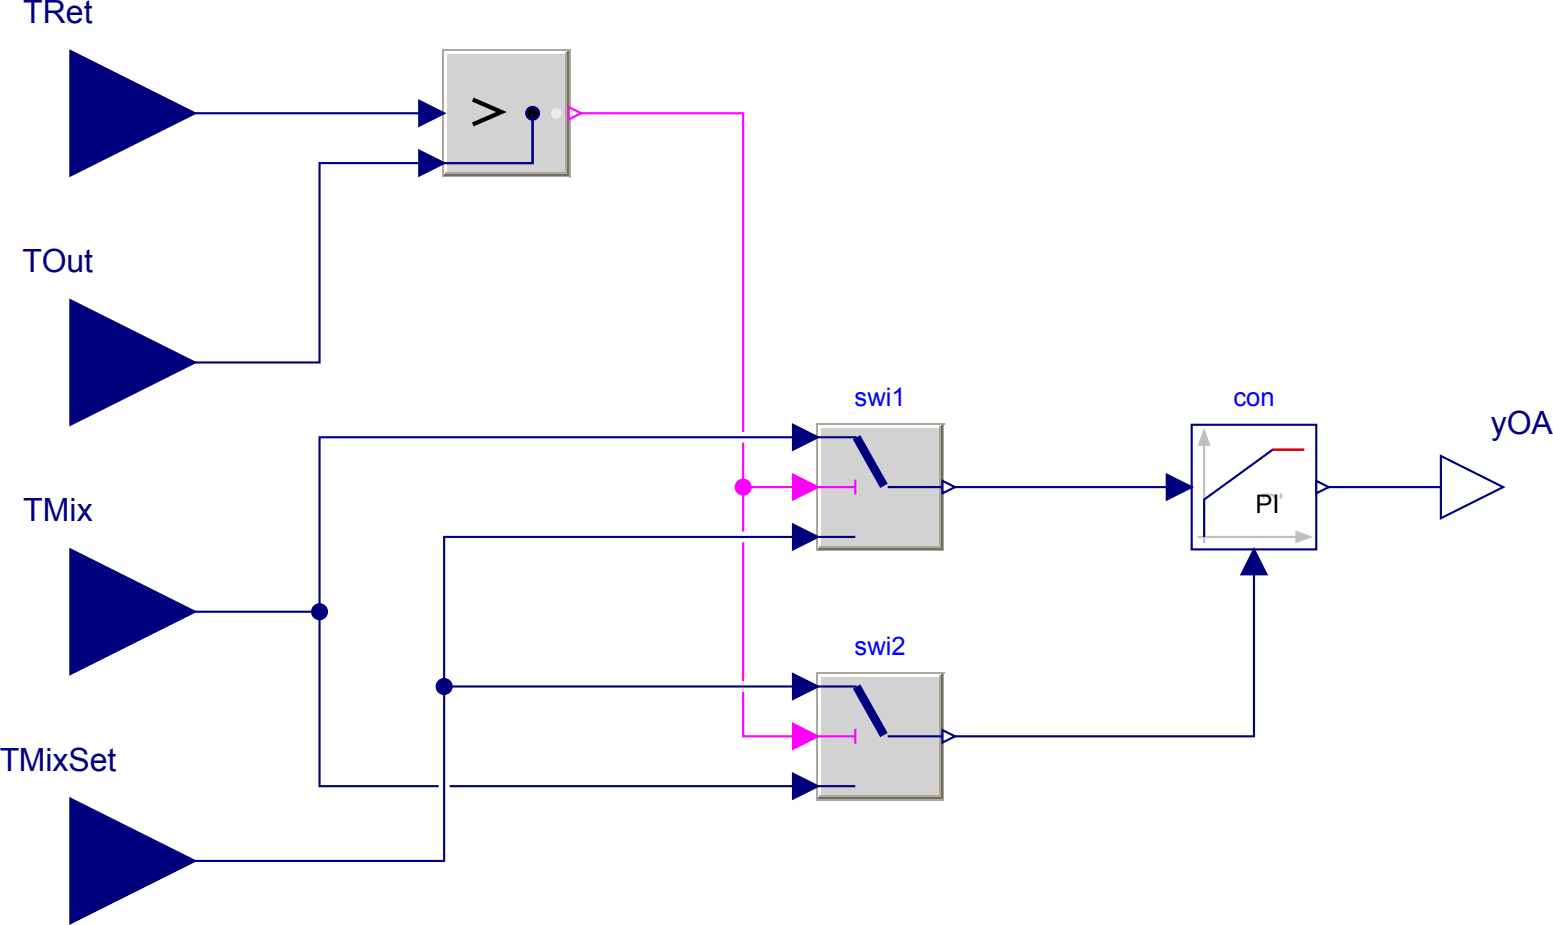 TRet
>
TOut
swi1
con
yOA
PI
TMix
swi2
TMixSet